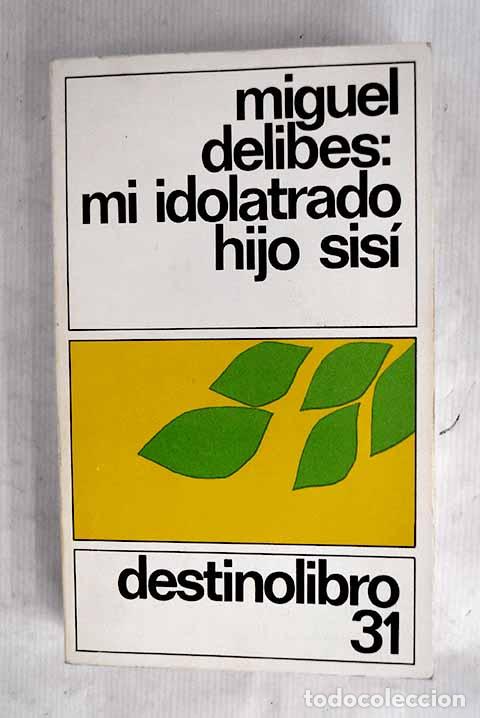 miguel
delibes:
mi idolatrado
hijo sisí
destinolibro
31
todocoleccion